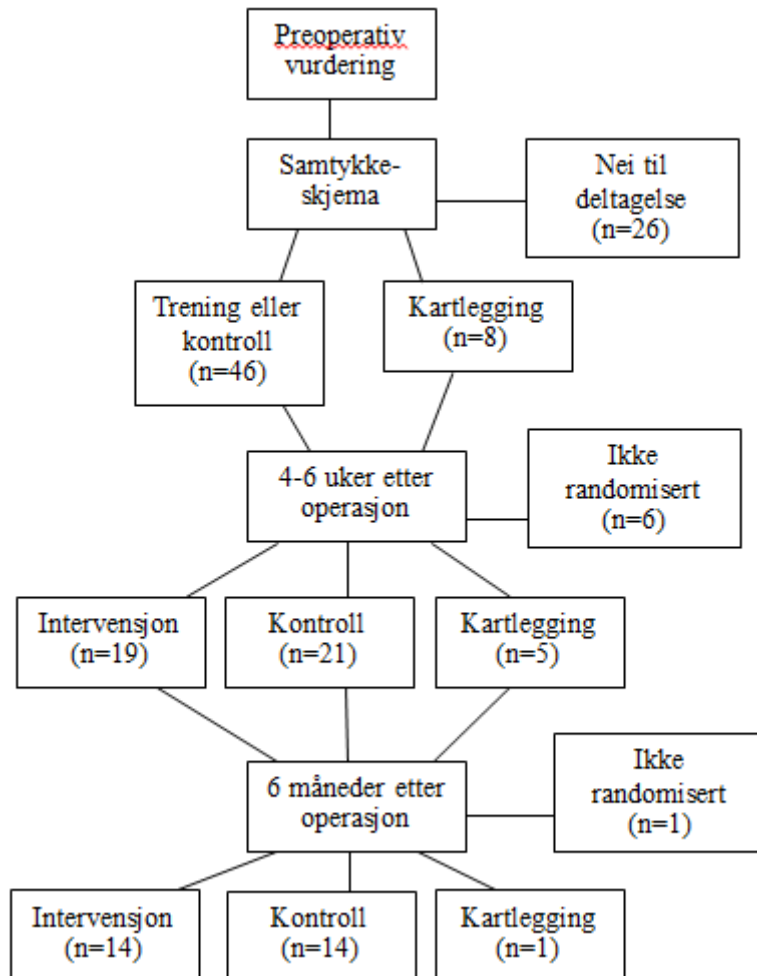 Preoperativ
vurdering
Samtykke-
skjema
Nei til
deltagelse
(n=26)
Trening eller
kontroll
(n=46)
Kartlegging
(n=8)
4-6 uker etter
operasjon
Ikke
randomisert
(n=6)
Intervensjon
(n=19)
Kontroll
(n=21)
Kartlegging
(n=5)
6 måneder etter
operasjon
Ikke
randomisert
(n=1)
Intervensjon
(n=14)
Kontroll
(n=14)
Kartlegging
(n=1)